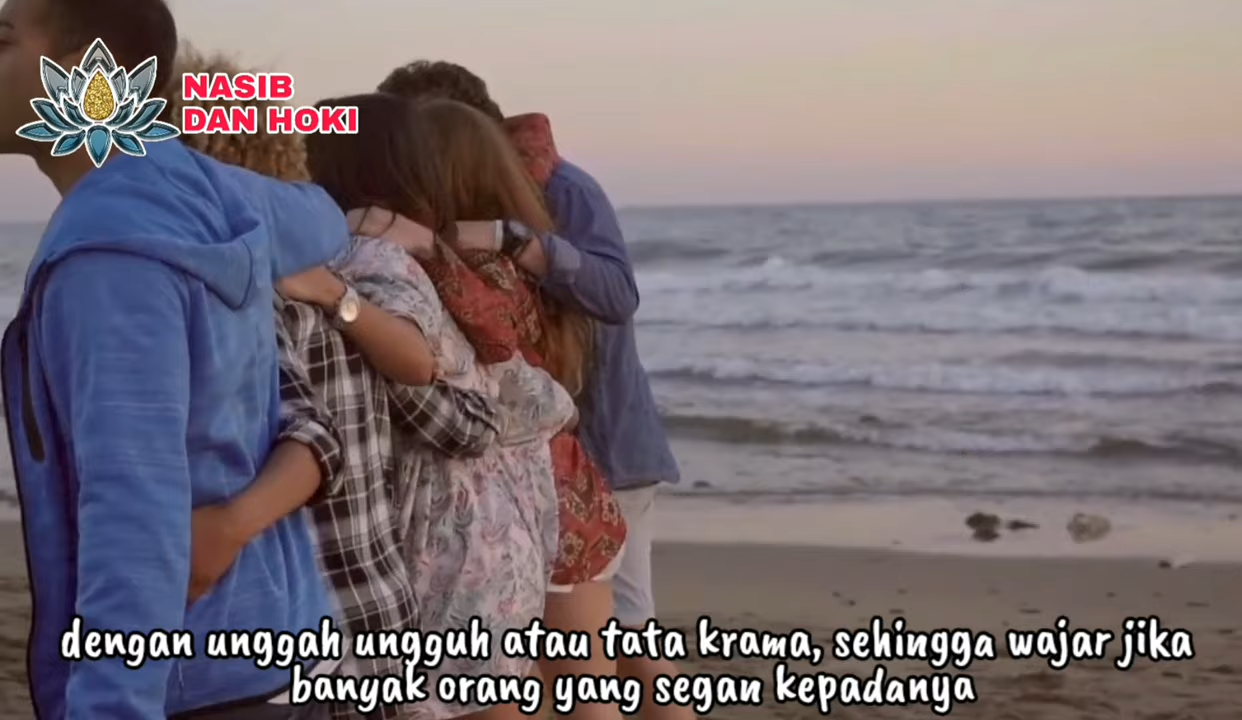 NASIB
DAN HOKI
dengan unggah ungguh atau tata krama, sehingga wajar jika
banyak orang yang segan kepadanya